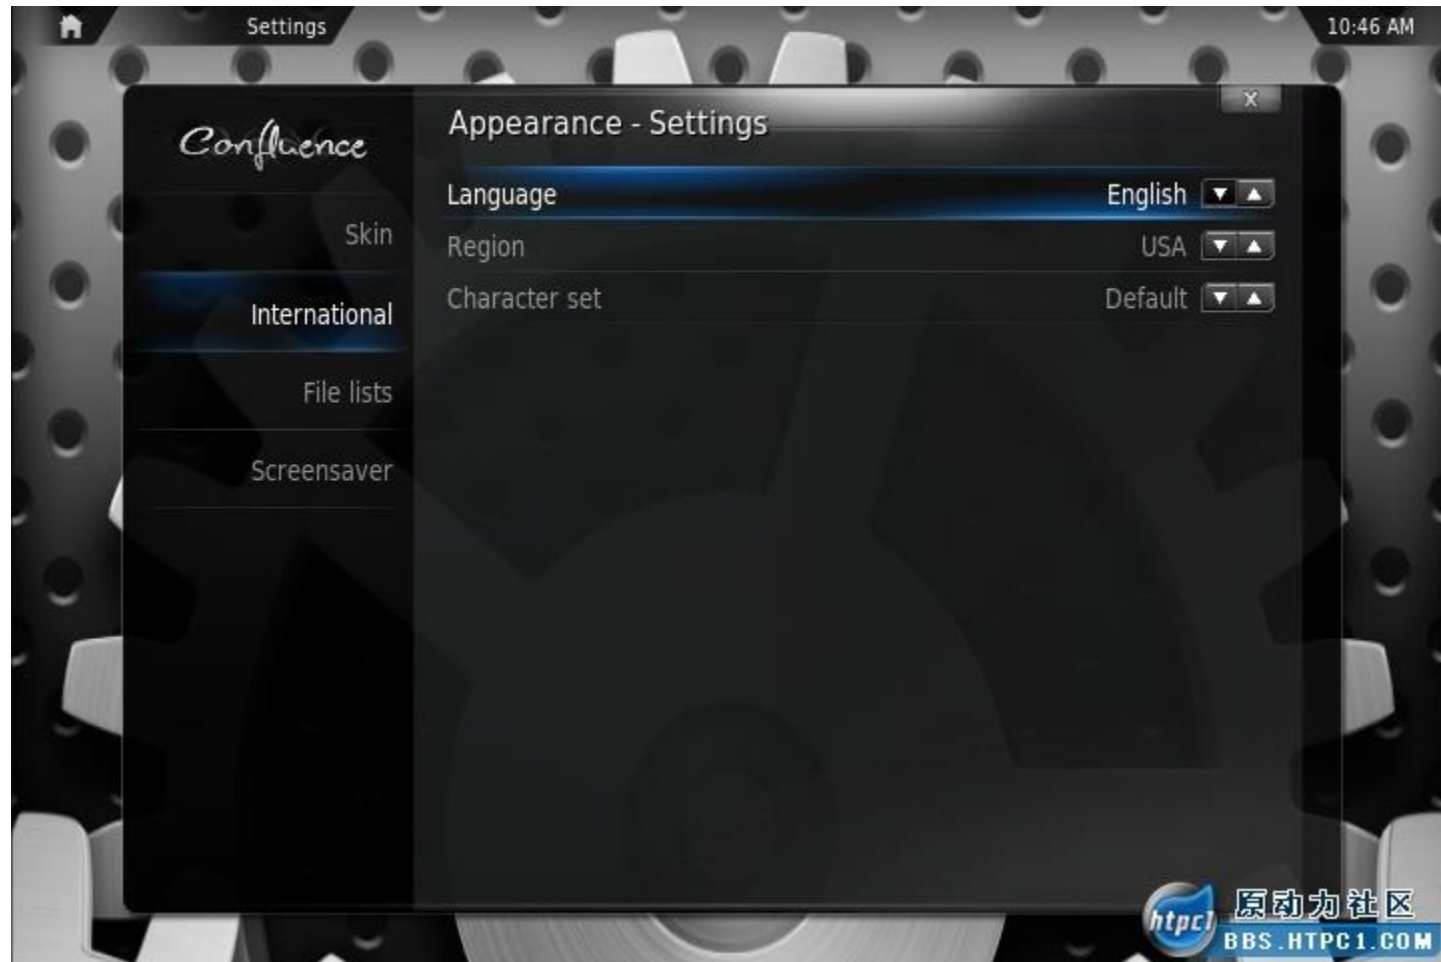 Settings
10:46 AM
Confluence
Appearance - Settings
x
Language English
Skin
Region USA
International
Character set Default
File lists
Screensaver
htpc1
原动力社区
BBS.HTPC1.COM